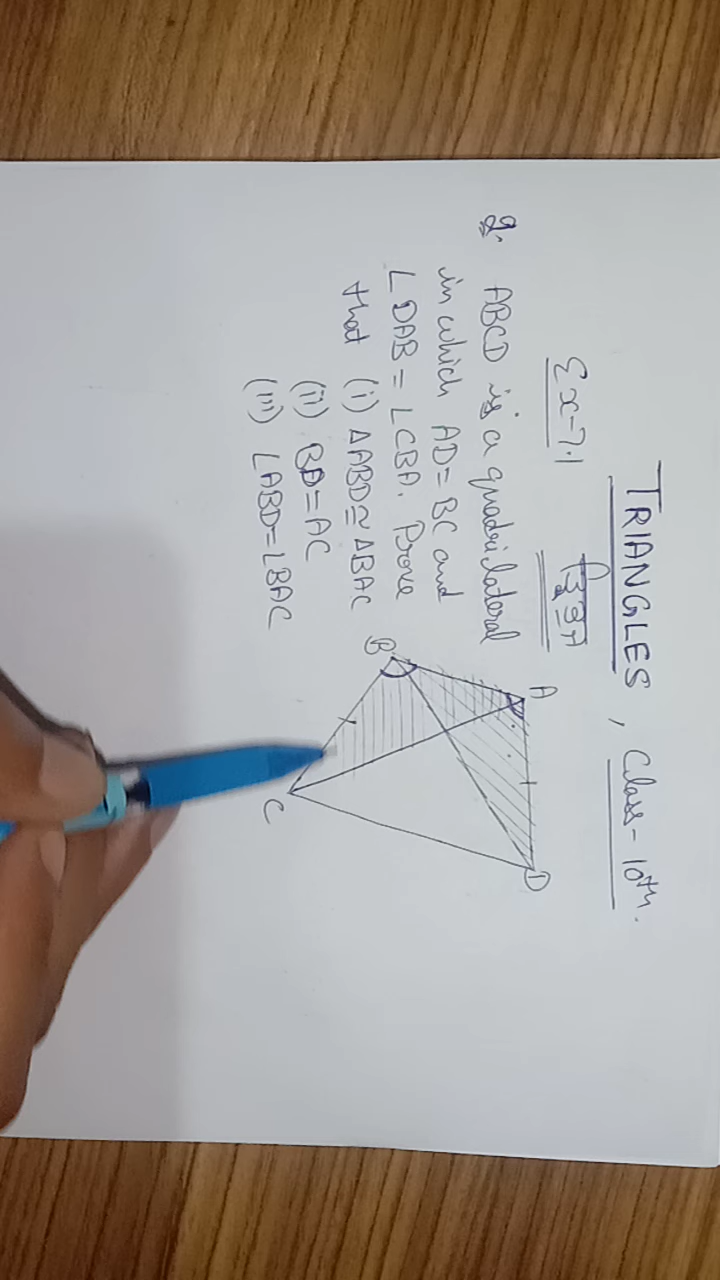 TRIANGLES, Class-10th.
Ex-7.1
Q. ABCD is a quadrilateral
in which AD=BC and
∠DAB = ∠CBA. Prove
that (i) ΔABD≅ΔBAC
(ii) BD=AC
(iii) ∠ABD=∠BAC
A
B
D
C